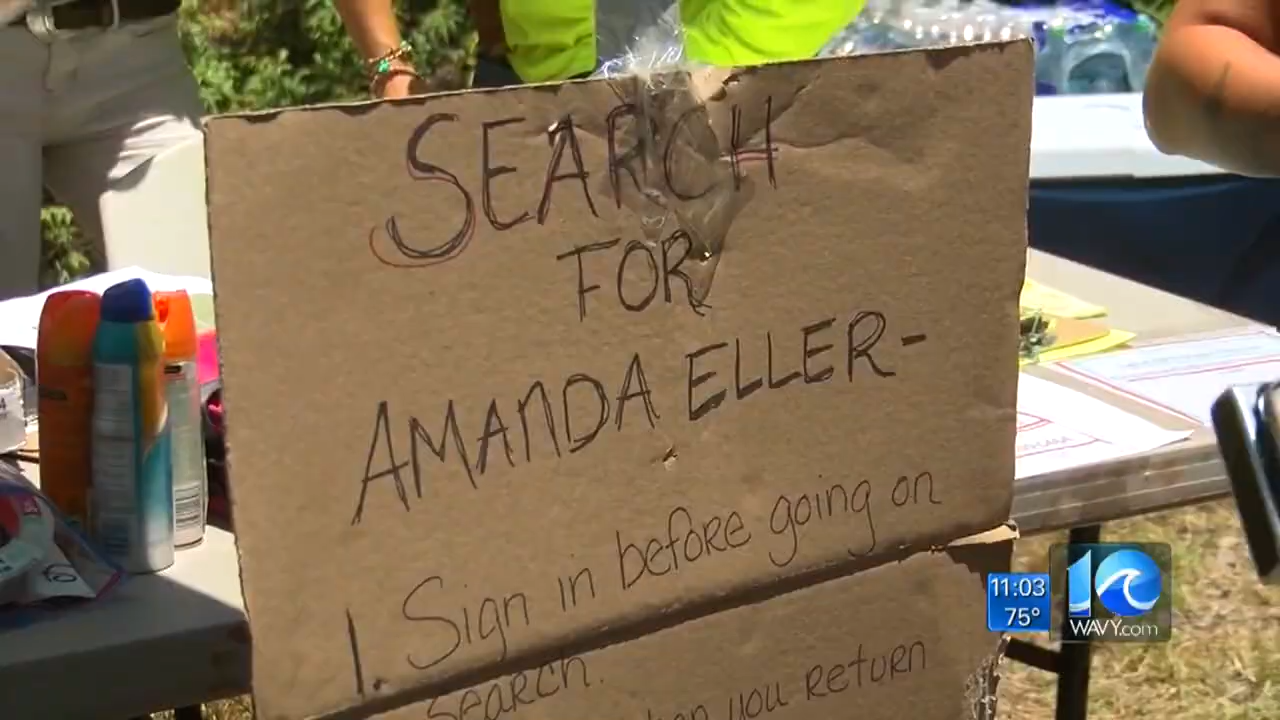 SEARCH
FOR
AMANDA ELLER-
1. Sign in before going on
search.
you return
11:03
75°
10
WAVY.com